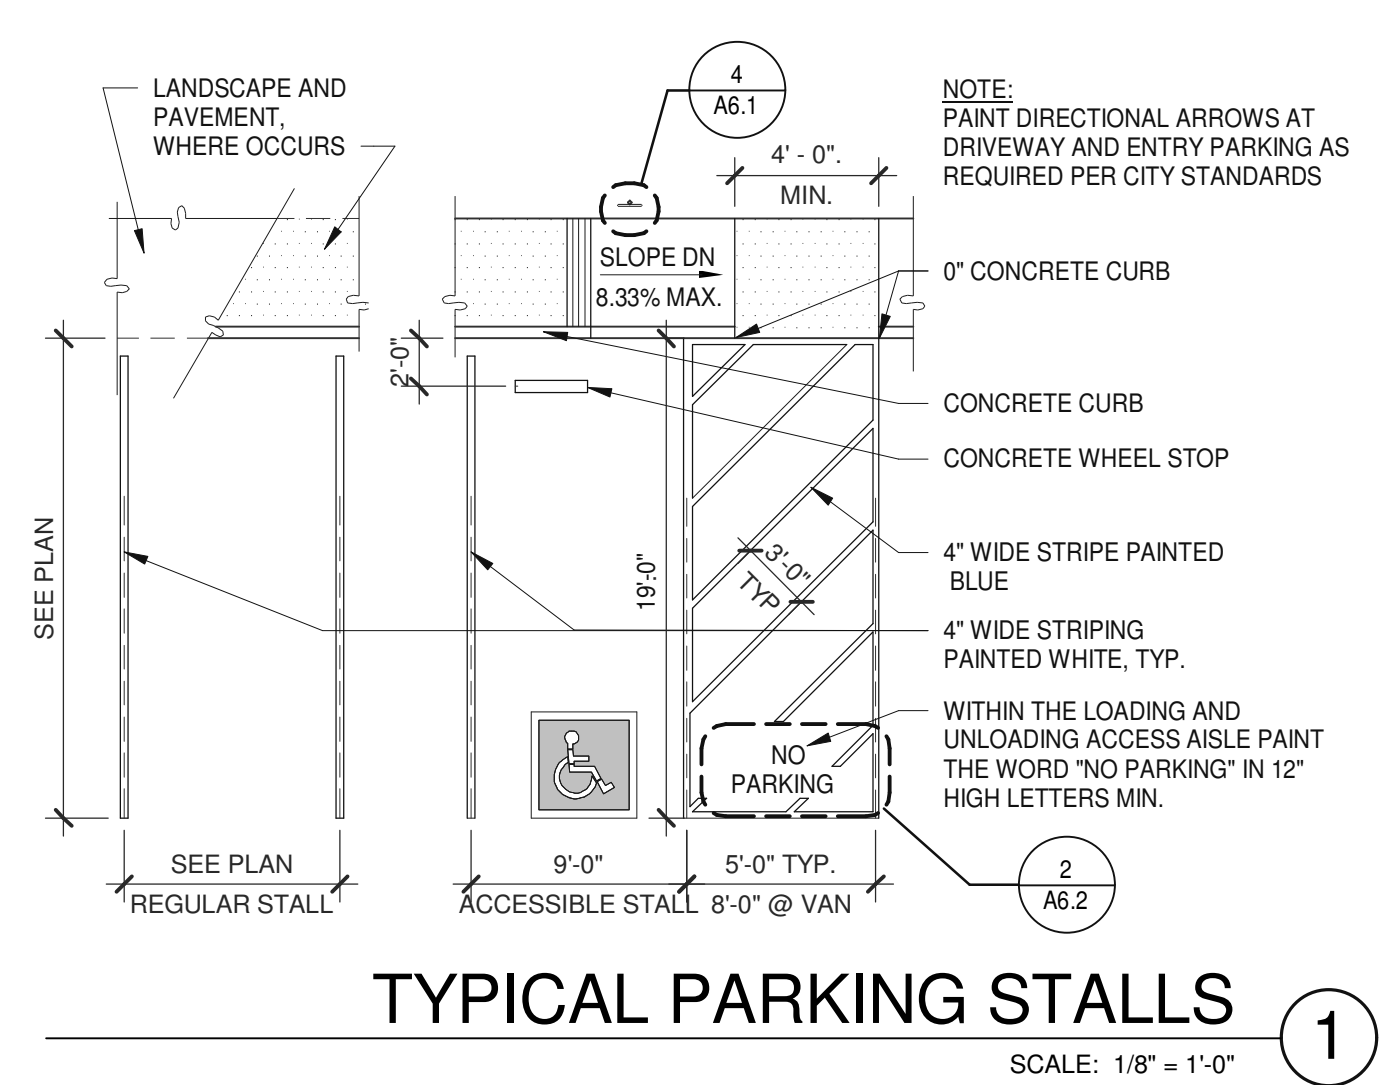 LANDSCAPE AND
PAVEMENT,
WHERE OCCURS
4
A6.1
4' - 0".
MIN.
NOTE:
PAINT DIRECTIONAL ARROWS AT
DRIVEWAY AND ENTRY PARKING AS
REQUIRED PER CITY STANDARDS
SLOPE DN
8.33% MAX.
0" CONCRETE CURB
2'-0"
CONCRETE CURB
CONCRETE WHEEL STOP
SEE PLAN
19'-0"
3'-0"
TYP
4" WIDE STRIPE PAINTED
BLUE
4" WIDE STRIPING
PAINTED WHITE, TYP.
WITHIN THE LOADING AND
UNLOADING ACCESS AISLE PAINT
THE WORD "NO PARKING" IN 12"
HIGH LETTERS MIN.
NO
PARKING
SEE PLAN
REGULAR STALL
9'-0"
ACCESSIBLE STALL
5'-0" TYP.
8'-0" @ VAN
2
A6.2
TYPICAL PARKING STALLS
1
SCALE: 1/8" = 1'-0"